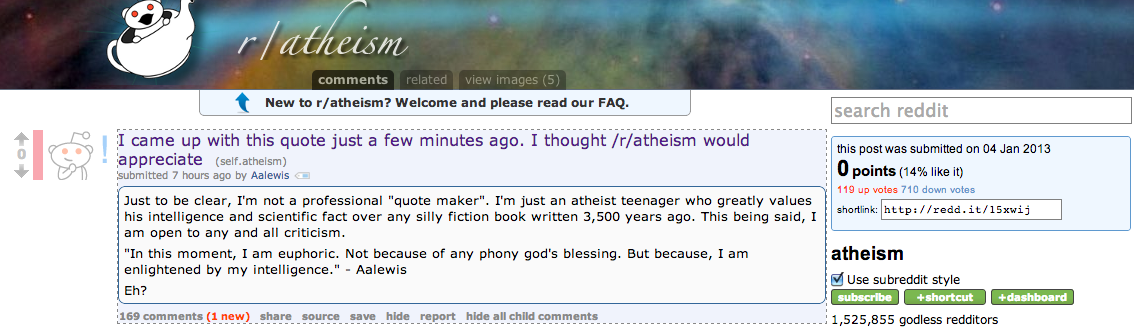 r/atheism
comments related view images (5)
New to r/atheism? Welcome and please read our FAQ.
0
I came up with this quote just a few minutes ago. I thought /r/atheism would
appreciate (self.atheism)
submitted 7 hours ago by Aalewis
Just to be clear, I'm not a professional "quote maker". I'm just an atheist teenager who greatly values
his intelligence and scientific fact over any silly fiction book written 3,500 years ago. This being said, I
am open to any and all criticism.
"In this moment, I am euphoric. Not because of any phony god's blessing. But because, I am
enlightened by my intelligence." - Aalewis
Eh?
169 comments (1 new) share source save hide report hide all child comments
search reddit
this post was submitted on 04 Jan 2013
0 points (14% like it)
119 up votes 710 down votes
shortlink: http://redd.it/15xwij
atheism
Use subreddit style
subscribe +shortcut +dashboard
1,525,855 godless redditors